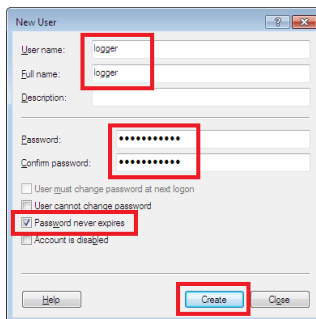 New User
User name: logger
Full name: logger
Description:
Password: •••••••••••
Confirm password: •••••••••••
User must change password at next logon
User cannot change password
Password never expires
Account is disabled
Help Create Close